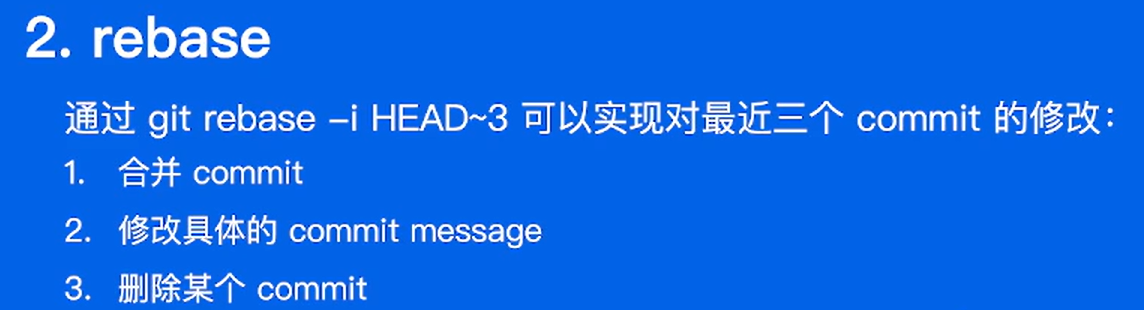 2. rebase
通过 git rebase –i HEAD~3 可以实现对最近三个 commit 的修改：
1. 合并 commit
2. 修改具体的 commit message
3. 删除某个 commit